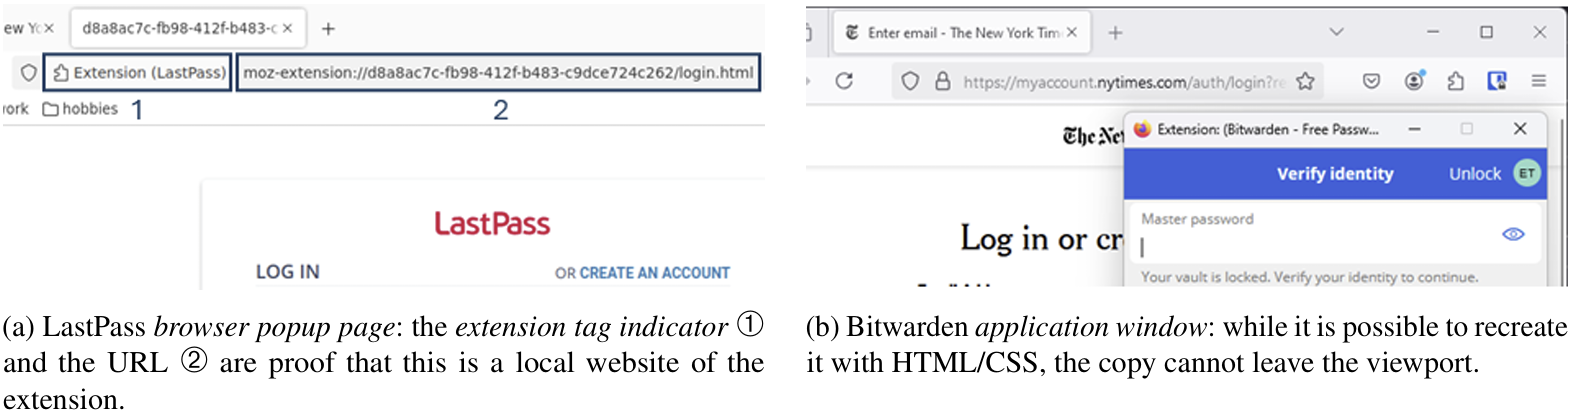 ew Yo
d8a8ac7c-fb98-412f-b483-c
Extension (LastPass)
moz-extension://d8a8ac7c-fb98-412f-b483-c9dce724c262/login.html
ork
hobbies
1
2
LastPass
LOG IN
OR CREATE AN ACCOUNT
(a) LastPass browser popup page: the extension tag indicator ①
and the URL ② are proof that this is a local website of the
extension.
Enter email - The New York Tim
https://myaccount.nytimes.com/auth/login?re
The Ne
Extension: (Bitwarden - Free Passw...
Verify identity
Unlock
ET
Master password
Log in or cr
Your vault is locked. Verify your identity to continue.
(b) Bitwarden application window: while it is possible to recreate
it with HTML/CSS, the copy cannot leave the viewport.